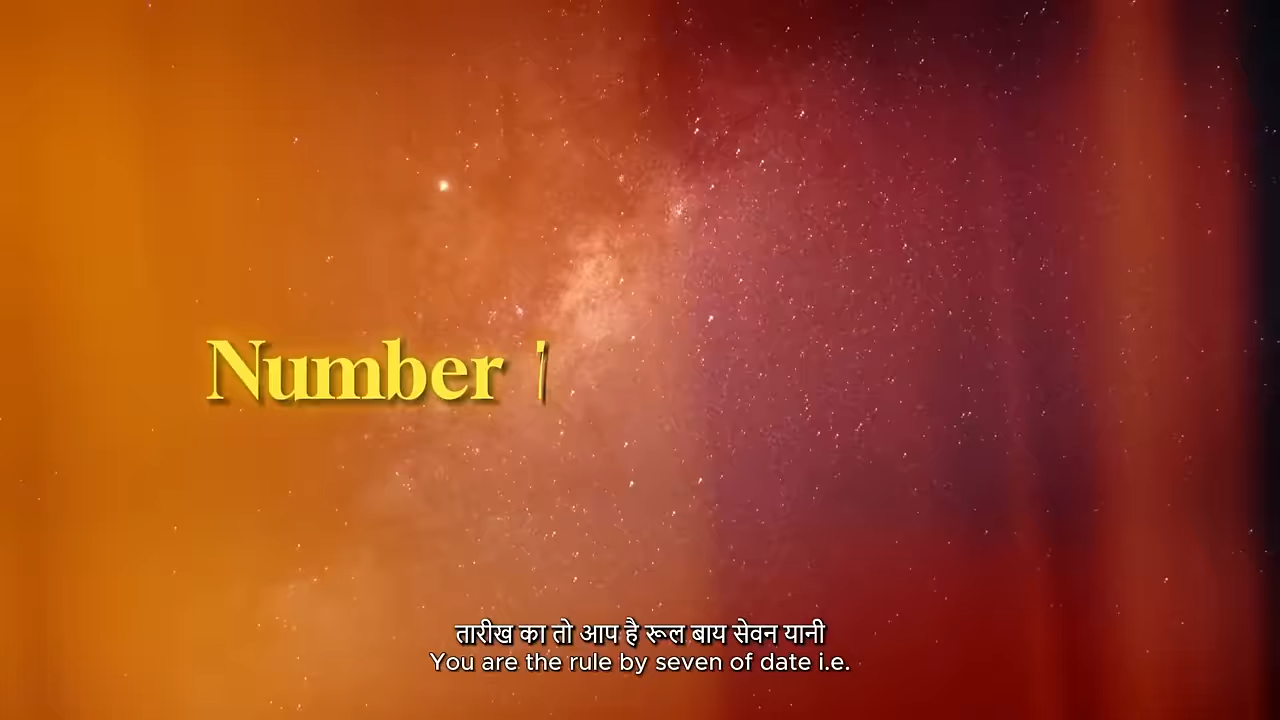 Number
तारीख का तो आप है रूल बाय सेवन यानी
You are the rule by seven of date i.e.